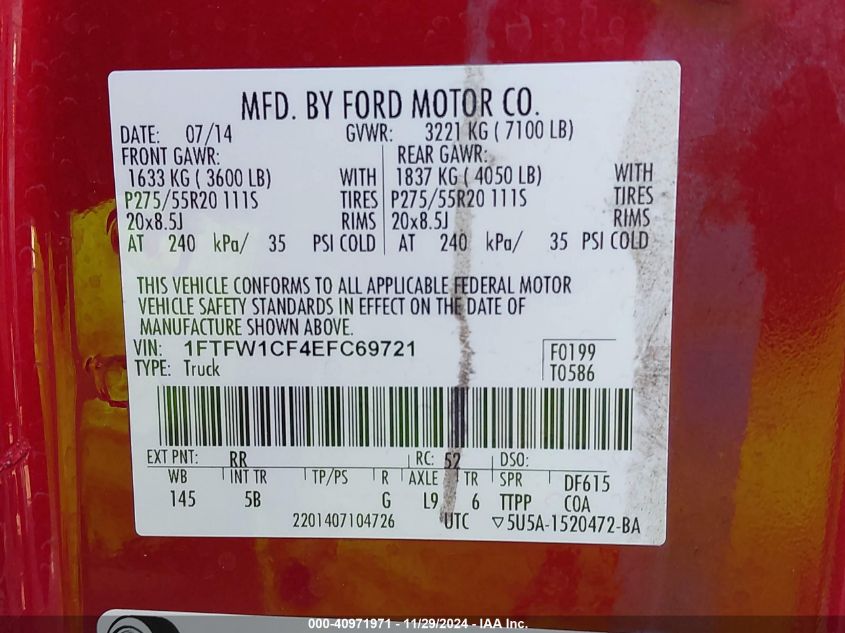 MFD. BY FORD MOTOR CO.
DATE: 07/14 GVWR: 3221 KG ( 7100 LB)
FRONT GAWR: REAR GAWR:
1633 KG ( 3600 LB) WITH 1837 KG ( 4050 LB) WITH
P275/55R20 111S TIRES P275/55R20 111S TIRES
20x8.5J RIMS 20x8.5J RIMS
AT 240 kPa/ 35 PSI COLD AT 240 kPa/ 35 PSI COLD
THIS VEHICLE CONFORMS TO ALL APPLICABLE FEDERAL MOTOR
VEHICLE SAFETY STANDARDS IN EFFECT ON THE DATE OF
MANUFACTURE SHOWN ABOVE.
VIN: 1FTFW1CF4EFC69721 F0199
TYPE: Truck T0586
EXT PNT: RR RC: 52 DSO:
WB INT TR TP/PS R AXLE TR SPR DF615
145 5B G L9 6 TTPP COA
2201407104726 UTC ▽5U5A-1520472-BA
000-40971971 - 11/29/2024 - IAA Inc.